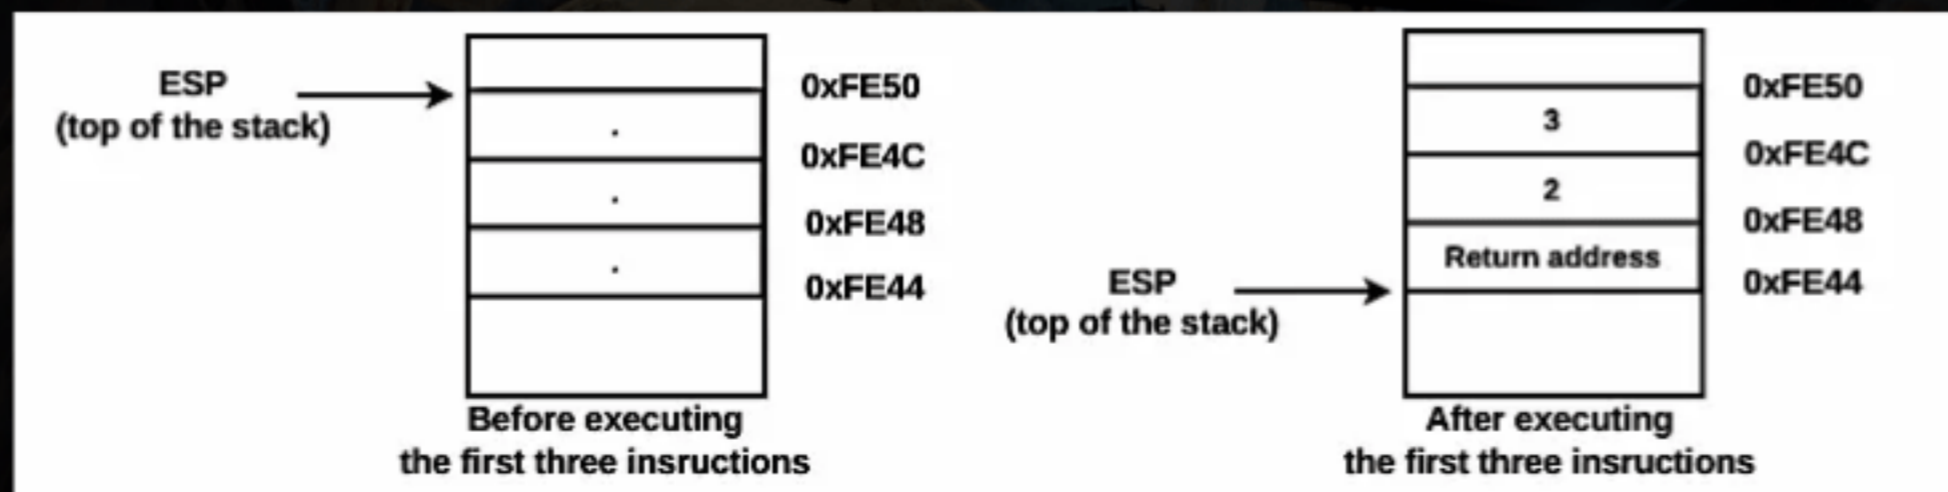 ESP
(top of the stack)
.
.
.
0xFE50
0xFE4C
0xFE48
0xFE44
Before executing
the first three insructions
ESP
(top of the stack)
3
2
Return address
0xFE50
0xFE4C
0xFE48
0xFE44
After executing
the first three insructions